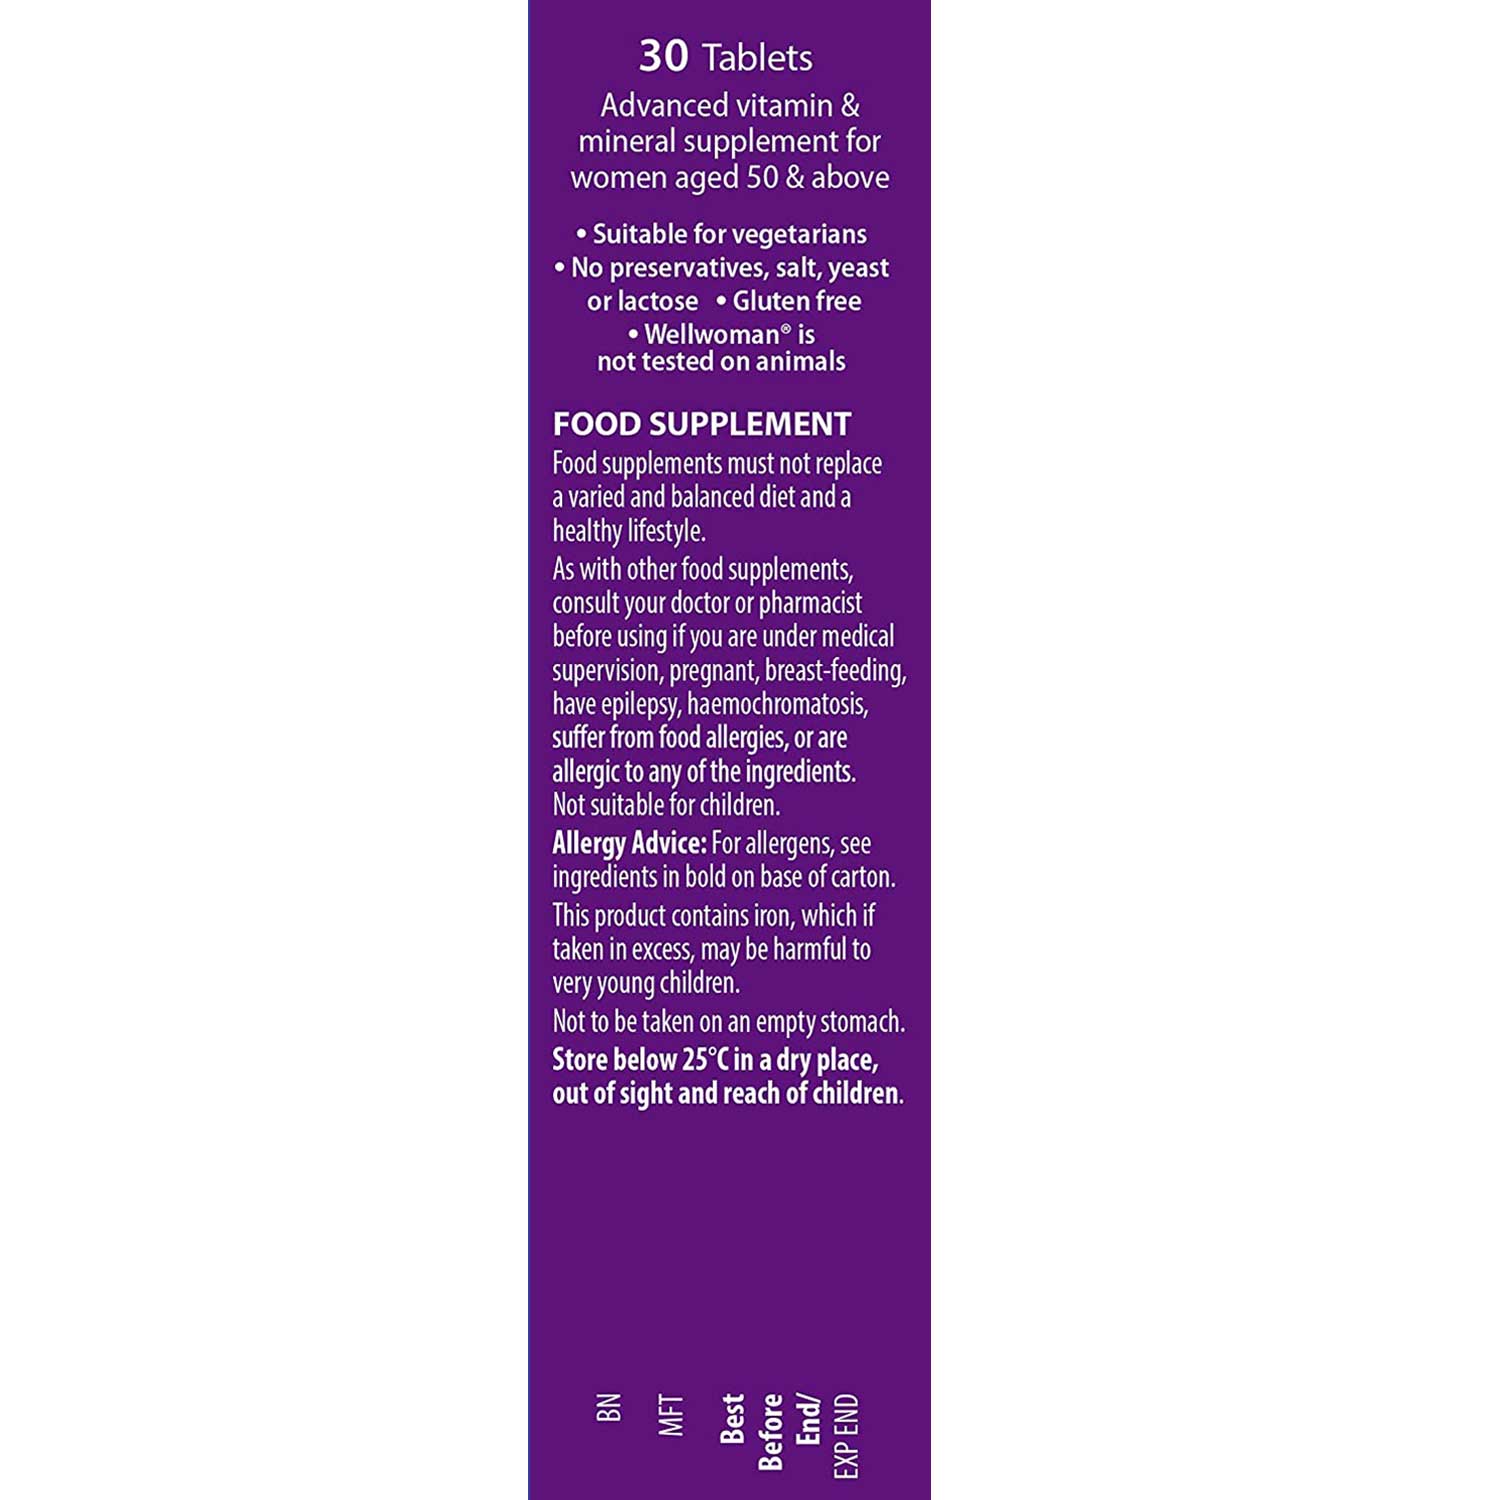 30 Tablets
Advanced vitamin &
mineral supplement for
women aged 50 & above
• Suitable for vegetarians
• No preservatives, salt, yeast
or lactose • Gluten free
• Wellwoman® is
not tested on animals
FOOD SUPPLEMENT
Food supplements must not replace
a varied and balanced diet and a
healthy lifestyle.
As with other food supplements,
consult your doctor or pharmacist
before using if you are under medical
supervision, pregnant, breast-feeding,
have epilepsy, haemochromatosis,
suffer from food allergies, or are
allergic to any of the ingredients.
Not suitable for children.
Allergy Advice: For allergens, see
ingredients in bold on base of carton.
This product contains iron, which if
taken in excess, may be harmful to
very young children.
Not to be taken on an empty stomach.
Store below 25°C in a dry place,
out of sight and reach of children.
BN
MFT
Best
Before
End/
EXP END